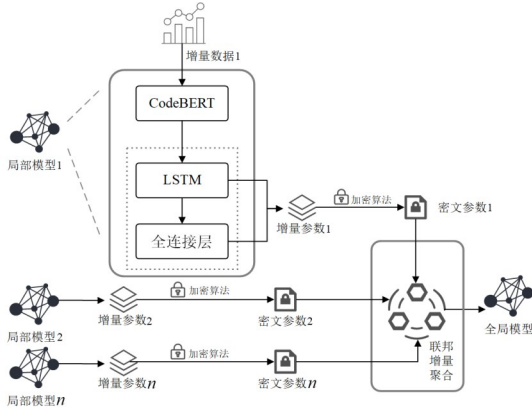 增量数据1
CodeBERT
局部模型1
LSTM
全连接层
增量参数1
加密算法
密文参数1
局部模型2
增量参数2
加密算法
密文参数2
全局模型
联邦
增量
聚合
局部模型n
增量参数n
加密算法
密文参数n